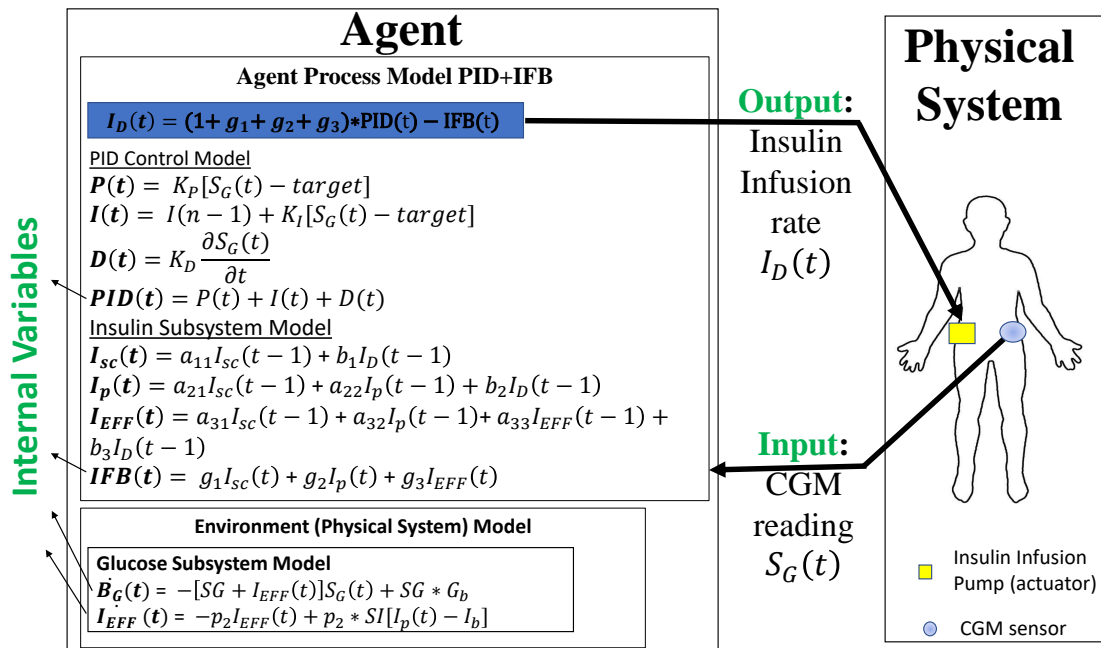 Agent
Agent Process Model PID+IFB
I_D(t) = (1+ g_1 + g_2 + g_3)*PID(t) − IFB(t)
PID Control Model
P(t) = K_P[S_G(t) − target]
I(t) = I(n − 1) + K_I[S_G(t) − target]
D(t) = K_D ∂S_G(t)/∂t
PID(t) = P(t) + I(t) + D(t)
Insulin Subsystem Model
I_sc(t) = a_11 I_sc(t − 1) + b_1 I_D(t − 1)
I_p(t) = a_21 I_sc(t − 1) + a_22 I_p(t − 1) + b_2 I_D(t − 1)
I_EFF(t) = a_31 I_sc(t − 1) + a_32 I_p(t − 1)+ a_33 I_EFF(t − 1) +
b_3 I_D(t − 1)
IFB(t) = g_1 I_sc(t) + g_2 I_p(t) + g_3 I_EFF(t)
Environment (Physical System) Model
Glucose Subsystem Model
Ḃ_G(t) = −[SG + I_EFF(t)]S_G(t) + SG * G_b
İ_EFF(t) = −p_2 I_EFF(t) + p_2 * SI[I_p(t) − I_b]
Internal Variables
Output:
Insulin
Infusion
rate
I_D(t)
Input:
CGM
reading
S_G(t)
Physical
System
Insulin Infusion
Pump (actuator)
CGM sensor